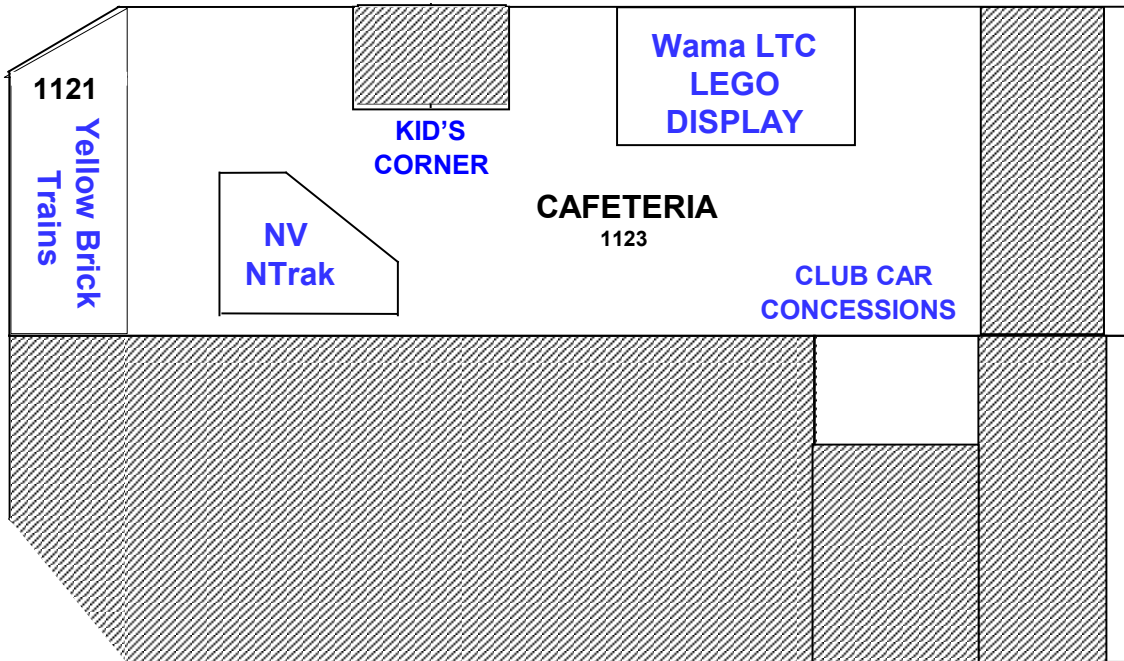 1121
Yellow Brick
Trains
KID'S
CORNER
Wama LTC
LEGO
DISPLAY
NV
NTrak
CAFETERIA
1123
CLUB CAR
CONCESSIONS